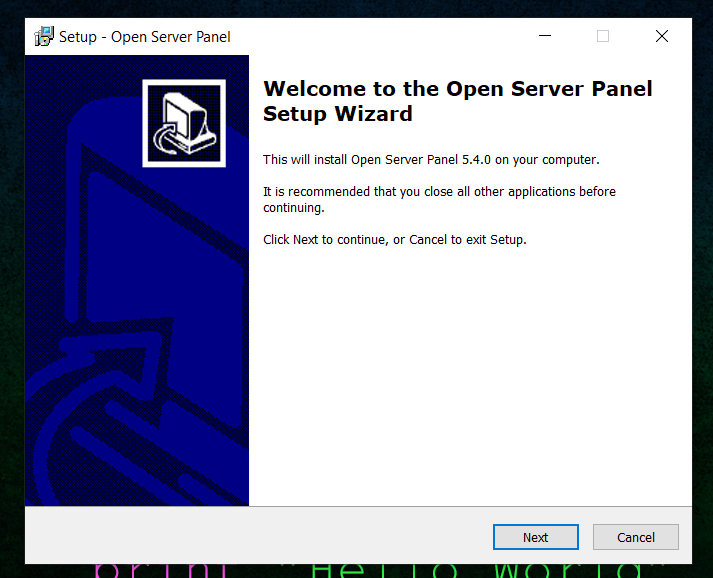 Setup - Open Server Panel
Welcome to the Open Server Panel
Setup Wizard
This will install Open Server Panel 5.4.0 on your computer.
It is recommended that you close all other applications before
continuing.
Click Next to continue, or Cancel to exit Setup.
Next
Cancel
print "Hello World"